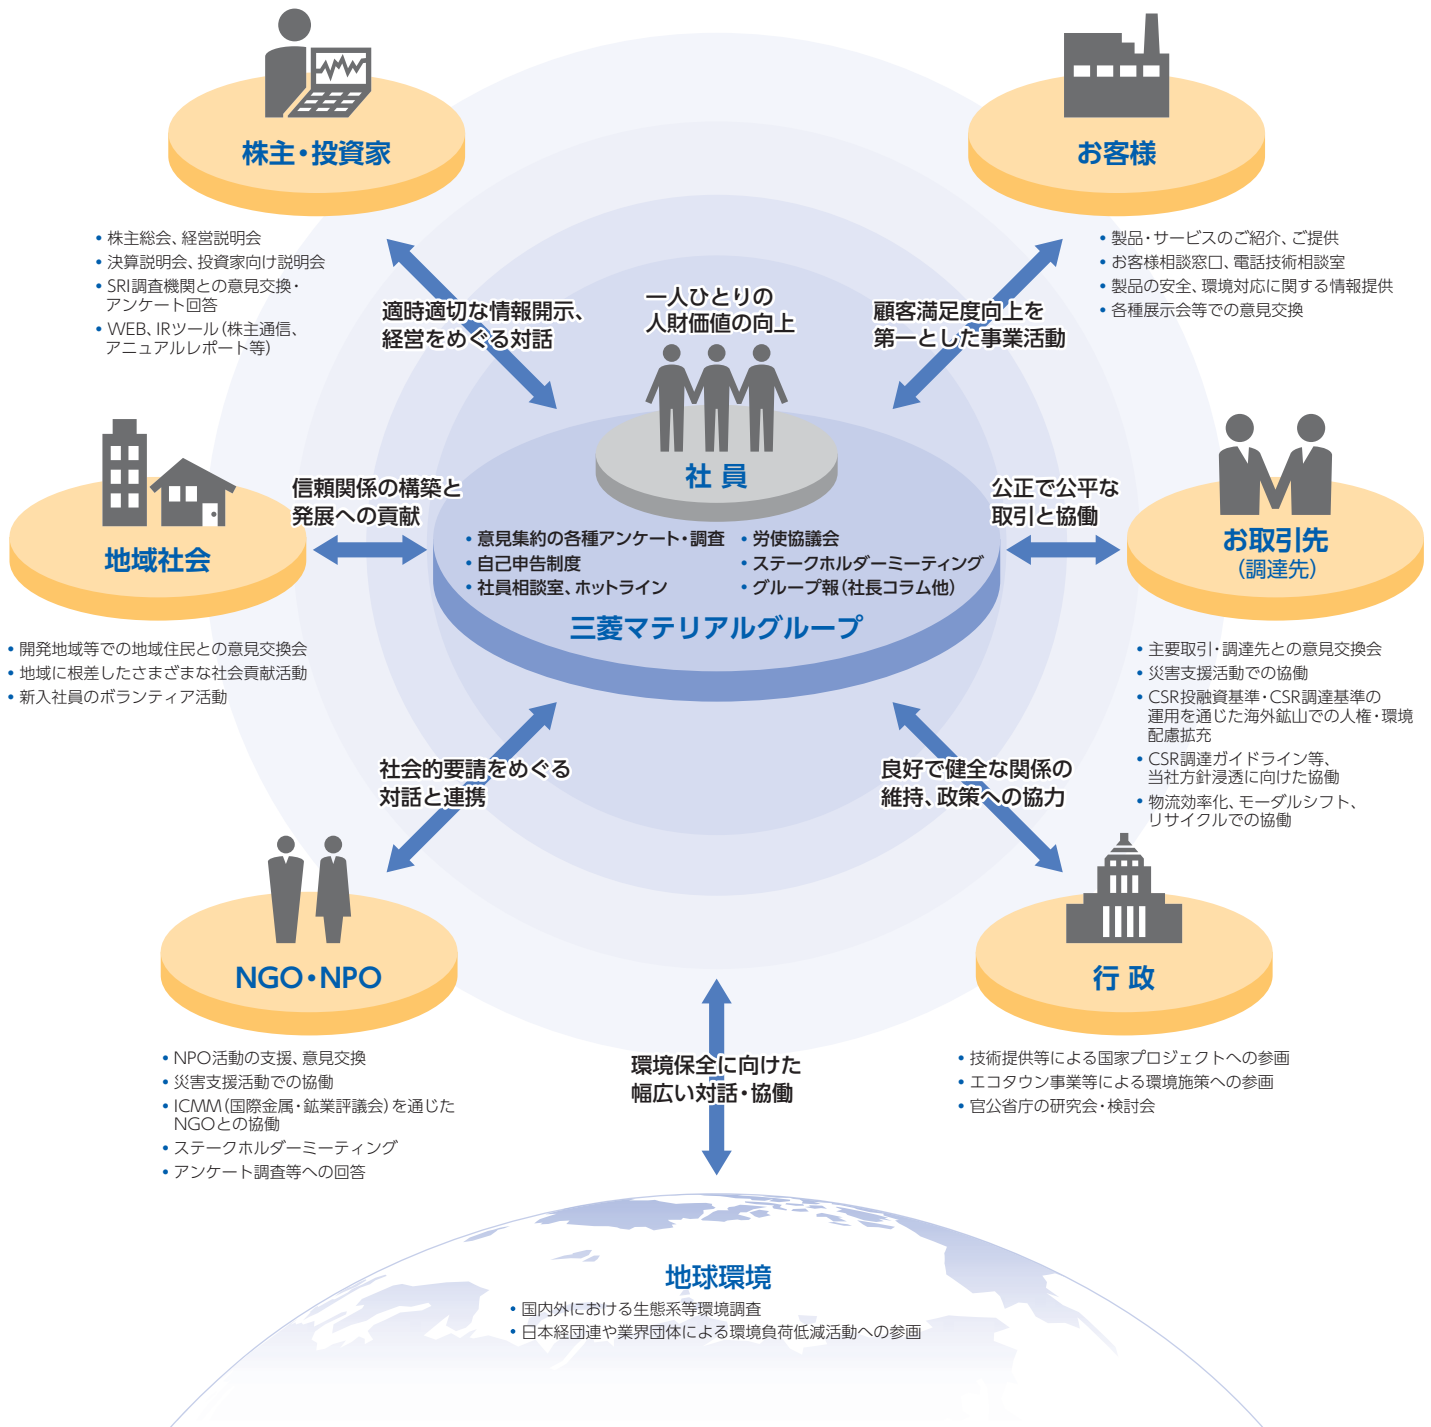 株主・投資家
• 株主総会、経営説明会
• 決算説明会、投資家向け説明会
• SRI調査機関との意見交換・
アンケート回答
• WEB、IRツール（株主通信、
アニュアルレポート等）
適時適切な情報開示、
経営をめぐる対話
一人ひとりの
人財価値の向上
お客様
• 製品・サービスのご紹介、ご提供
• お客様相談窓口、電話技術相談室
• 製品の安全、環境対応に関する情報提供
• 各種展示会等での意見交換
顧客満足度向上を
第一とした事業活動
社 員
• 意見集約の各種アンケート・調査
• 自己申告制度
• 社員相談室、ホットライン
• 労使協議会
• ステークホルダーミーティング
• グループ報（社長コラム他）
三菱マテリアルグループ
地域社会
信頼関係の構築と
発展への貢献
• 開発地域等での地域住民との意見交換会
• 地域に根差したさまざまな社会貢献活動
• 新入社員のボランティア活動
公正で公平な
取引と協働
お取引先
（調達先）
• 主要取引・調達先との意見交換会
• 災害支援活動での協働
• CSR投融資基準・CSR調達基準の
運用を通じた海外鉱山での人権・環境
配慮拡充
• CSR調達ガイドライン等、
当社方針浸透に向けた協働
• 物流効率化、モーダルシフト、
リサイクルでの協働
社会的要請をめぐる
対話と連携
NGO・NPO
• NPO活動の支援、意見交換
• 災害支援活動での協働
• ICMM（国際金属・鉱業評議会）を通じた
NGOとの協働
• ステークホルダーミーティング
• アンケート調査等への回答
良好で健全な関係の
維持、政策への協力
行 政
• 技術提供等による国家プロジェクトへの参画
• エコタウン事業等による環境施策への参画
• 官公省庁の研究会・検討会
環境保全に向けた
幅広い対話・協働
地球環境
• 国内外における生態系等環境調査
• 日本経団連や業界団体による環境負荷低減活動への参画